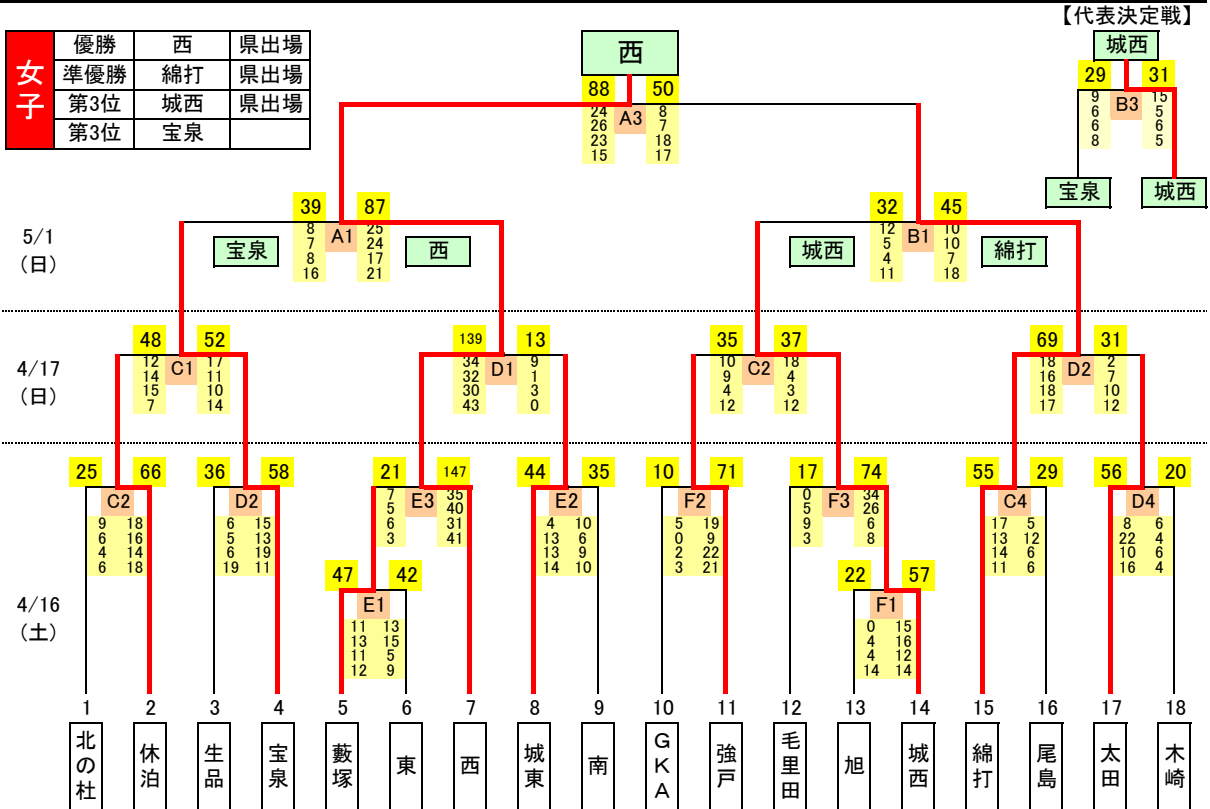 【代表決定戦】
女子
優勝 西 県出場
準優勝 綿打 県出場
第3位 城西 県出場
第3位 宝泉
西
88 50
A3
24 8
26 7
23 18
15 17
城西
29 31
B3
9 15
6 5
6 6
8 5
宝泉 城西
5/1
（日）
39 87
A1
8 25
7 24
8 17
16 21
宝泉 西
32 45
B1
12 10
5 10
4 7
11 18
城西 綿打
4/17
（日）
48 52
C1
12 17
14 11
15 10
7 14
139 13
D1
34 9
32 1
30 3
43 0
35 37
C2
10 18
9 4
4 3
12 12
69 31
D2
18 2
16 7
18 10
17 12
4/16
（土）
25 66
C2
9 18
6 16
4 14
6 18
36 58
D2
6 15
5 13
6 19
19 11
21 147
E3
7 35
5 40
6 31
3 41
44 35
E2
4 10
13 6
13 9
14 10
10 71
F2
5 19
0 9
2 22
3 21
17 74
F3
0 34
5 26
9 6
3 8
55 29
C4
17 5
13 12
14 6
11 6
56 20
D4
8 6
22 4
10 6
16 4
47 42
E1
11 13
13 15
11 5
12 9
22 57
F1
0 15
4 16
4 12
14 14
1 2 3 4 5 6 7 8 9 10 11 12 13 14 15 16 17 18
北の杜
休泊
生品
宝泉
藪塚
東
西
城東
南
GKA
強戸
毛里田
旭
城西
綿打
尾島
太田
木崎